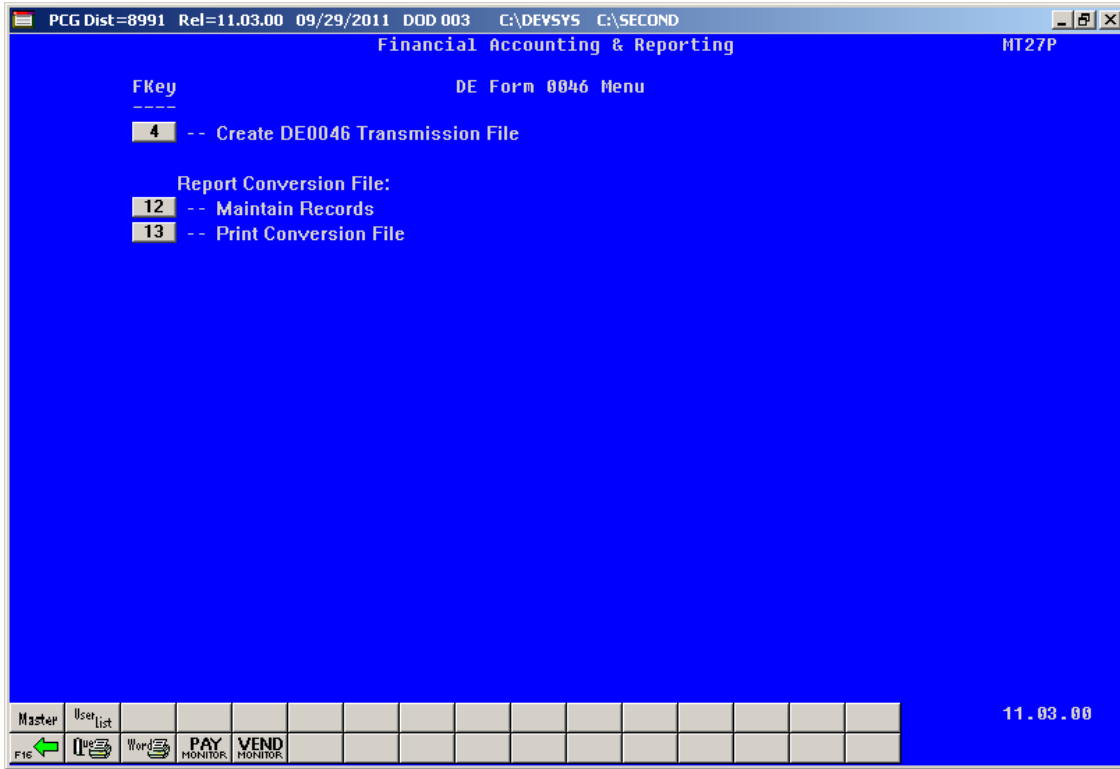 PCG Dist=8991 Rel=11.03.00 09/29/2011 DOD 003 C:\DEVSYS C:\SECOND
Financial Accounting & Reporting MT27P
FKey DE Form 0046 Menu
----
4 -- Create DE0046 Transmission File
Report Conversion File:
12 -- Maintain Records
13 -- Print Conversion File
Master User List 11.03.00
F16 Que Word PAY MONITOR VEND MONITOR